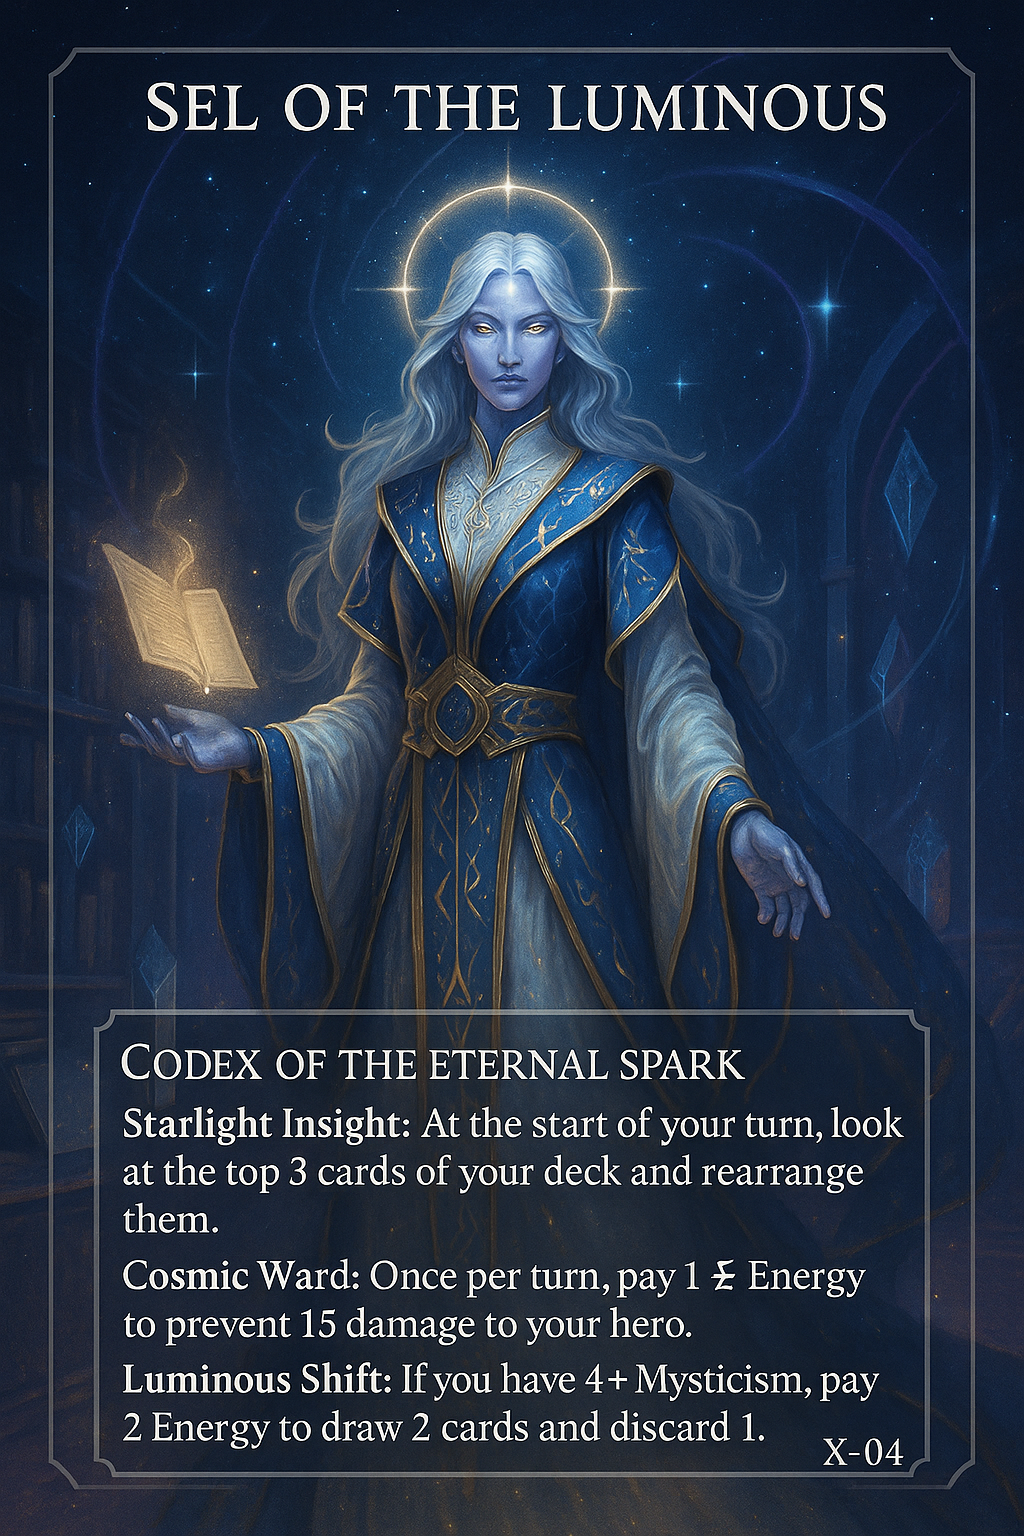 SEL OF THE LUMINOUS
CODEX OF THE ETERNAL SPARK
Starlight Insight: At the start of your turn, look
at the top 3 cards of your deck and rearrange
them.
Cosmic Ward: Once per turn, pay 1 Ɇ Energy
to prevent 15 damage to your hero.
Luminous Shift: If you have 4+ Mysticism, pay
2 Energy to draw 2 cards and discard 1.
X-04